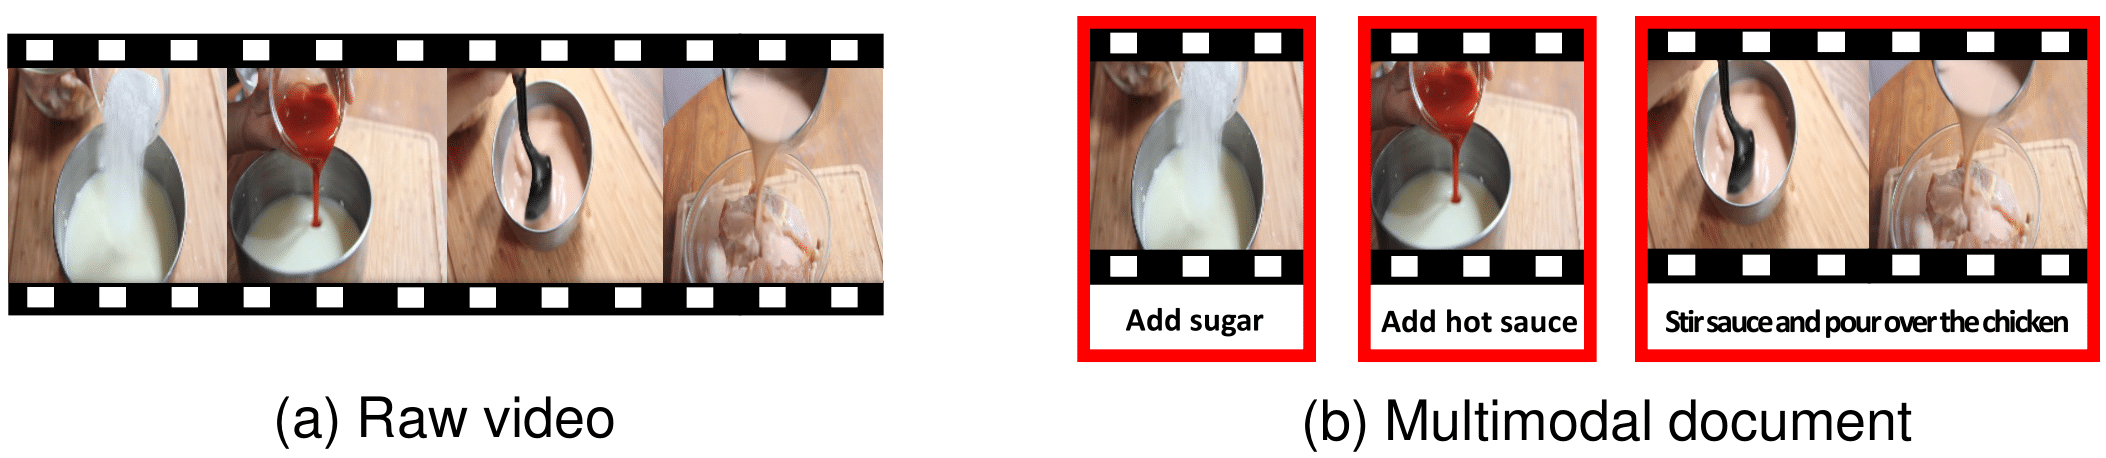 Add sugar
Add hot sauce
Stir sauce and pour over the chicken
(a) Raw video
(b) Multimodal document